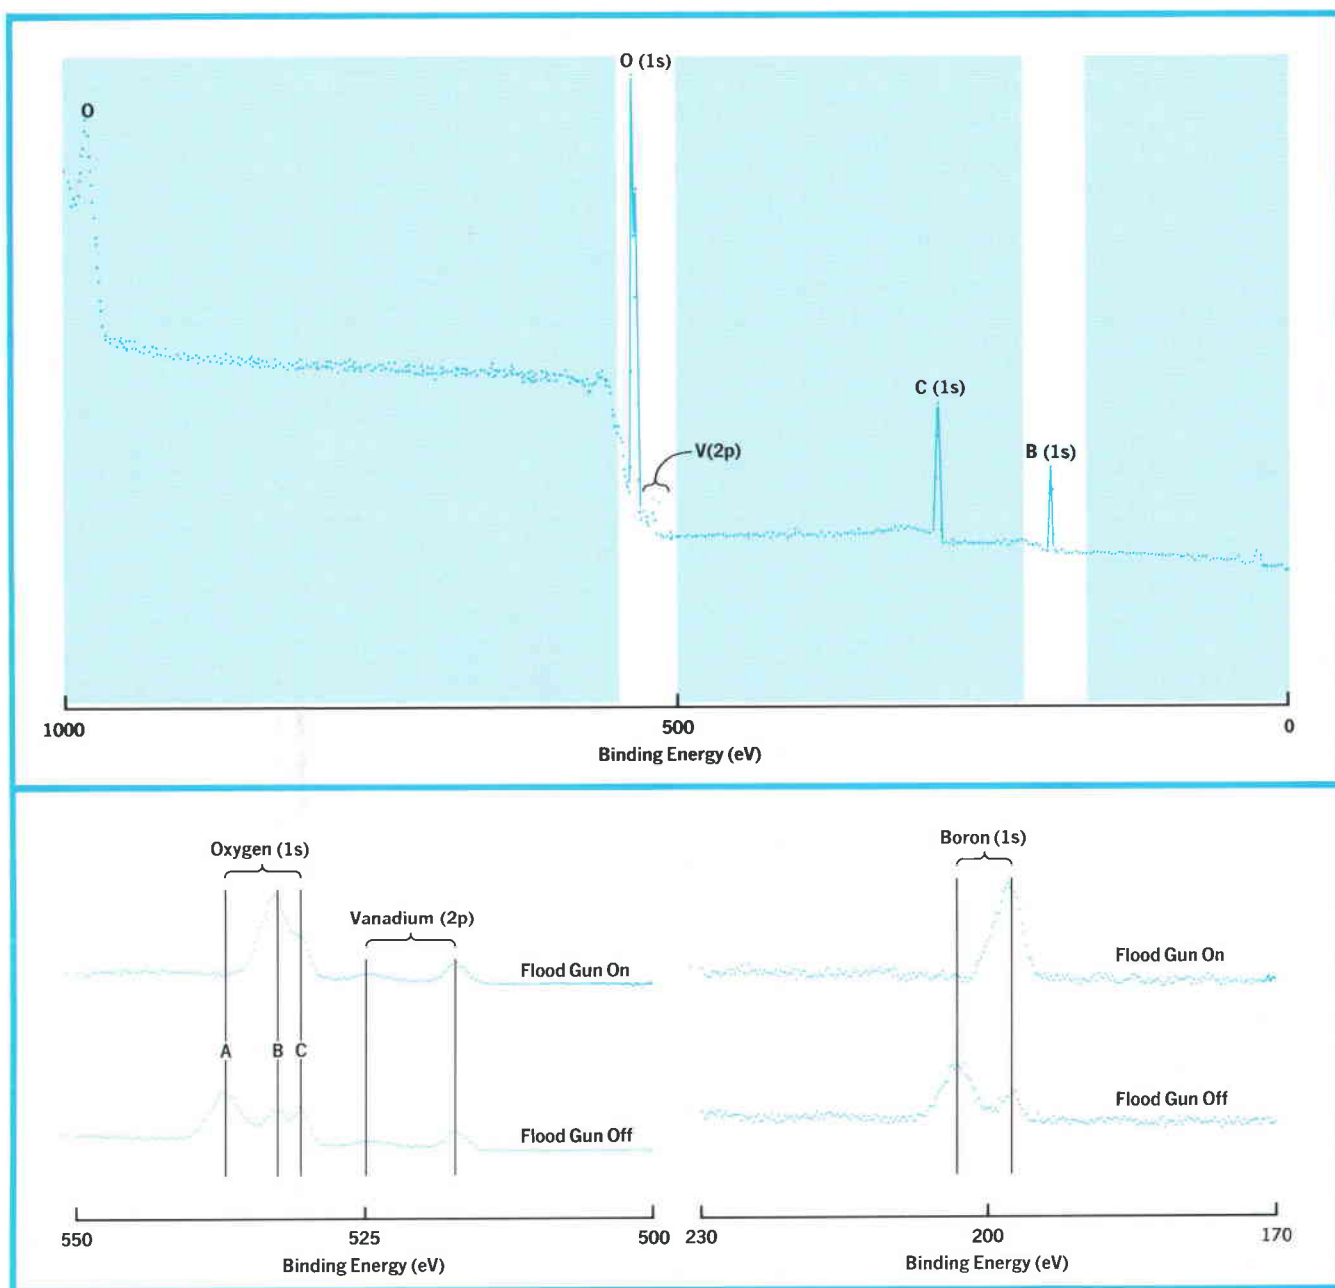 O (1s)
O
C (1s)
V(2p)
B (1s)
1000
500
0
Binding Energy (eV)
Oxygen (1s)
Boron (1s)
Vanadium (2p)
Flood Gun On
Flood Gun On
A
B
C
Flood Gun Off
Flood Gun Off
550
525
500
230
200
170
Binding Energy (eV)
Binding Energy (eV)